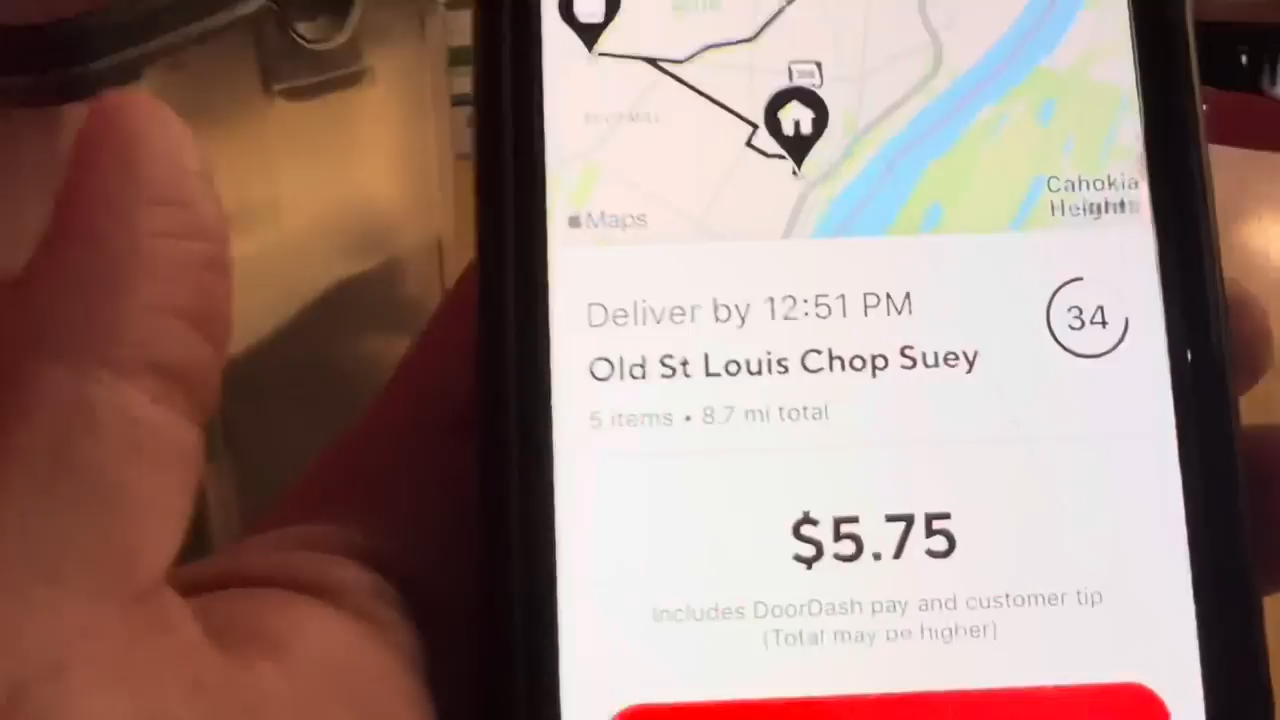 Cahokia
Heights
Maps
Deliver by 12:51 PM
34
Old St Louis Chop Suey
5 items • 8.7 mi total
$5.75
Includes DoorDash pay and customer tip
(Total may be higher)